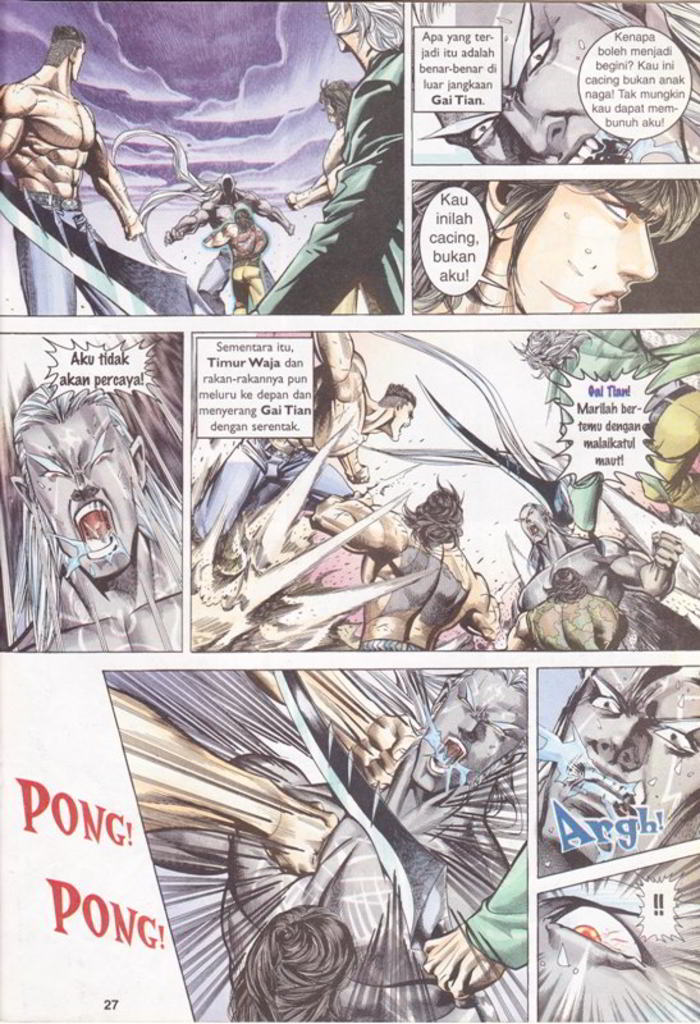 Apa yang ter-
jadi itu adalah
benar-benar di
luar jangkaan
Gai Tian.
Kenapa
boleh menjadi
begini? Kau ini
cacing bukan anak
naga! Tak mungkin
kau dapat mem-
bunuh aku!
Kau
inilah
cacing,
bukan
aku!
Aku tidak
akan percaya!
Sementara itu,
Timur Waja dan
rakan-rakannya pun
meluru ke depan dan
menyerang Gai Tian
dengan serentak.
Gai Tian!
Marilah ber-
temu dengan
malaikatul
maut!
PONG!
PONG!
Argh!
!!
27